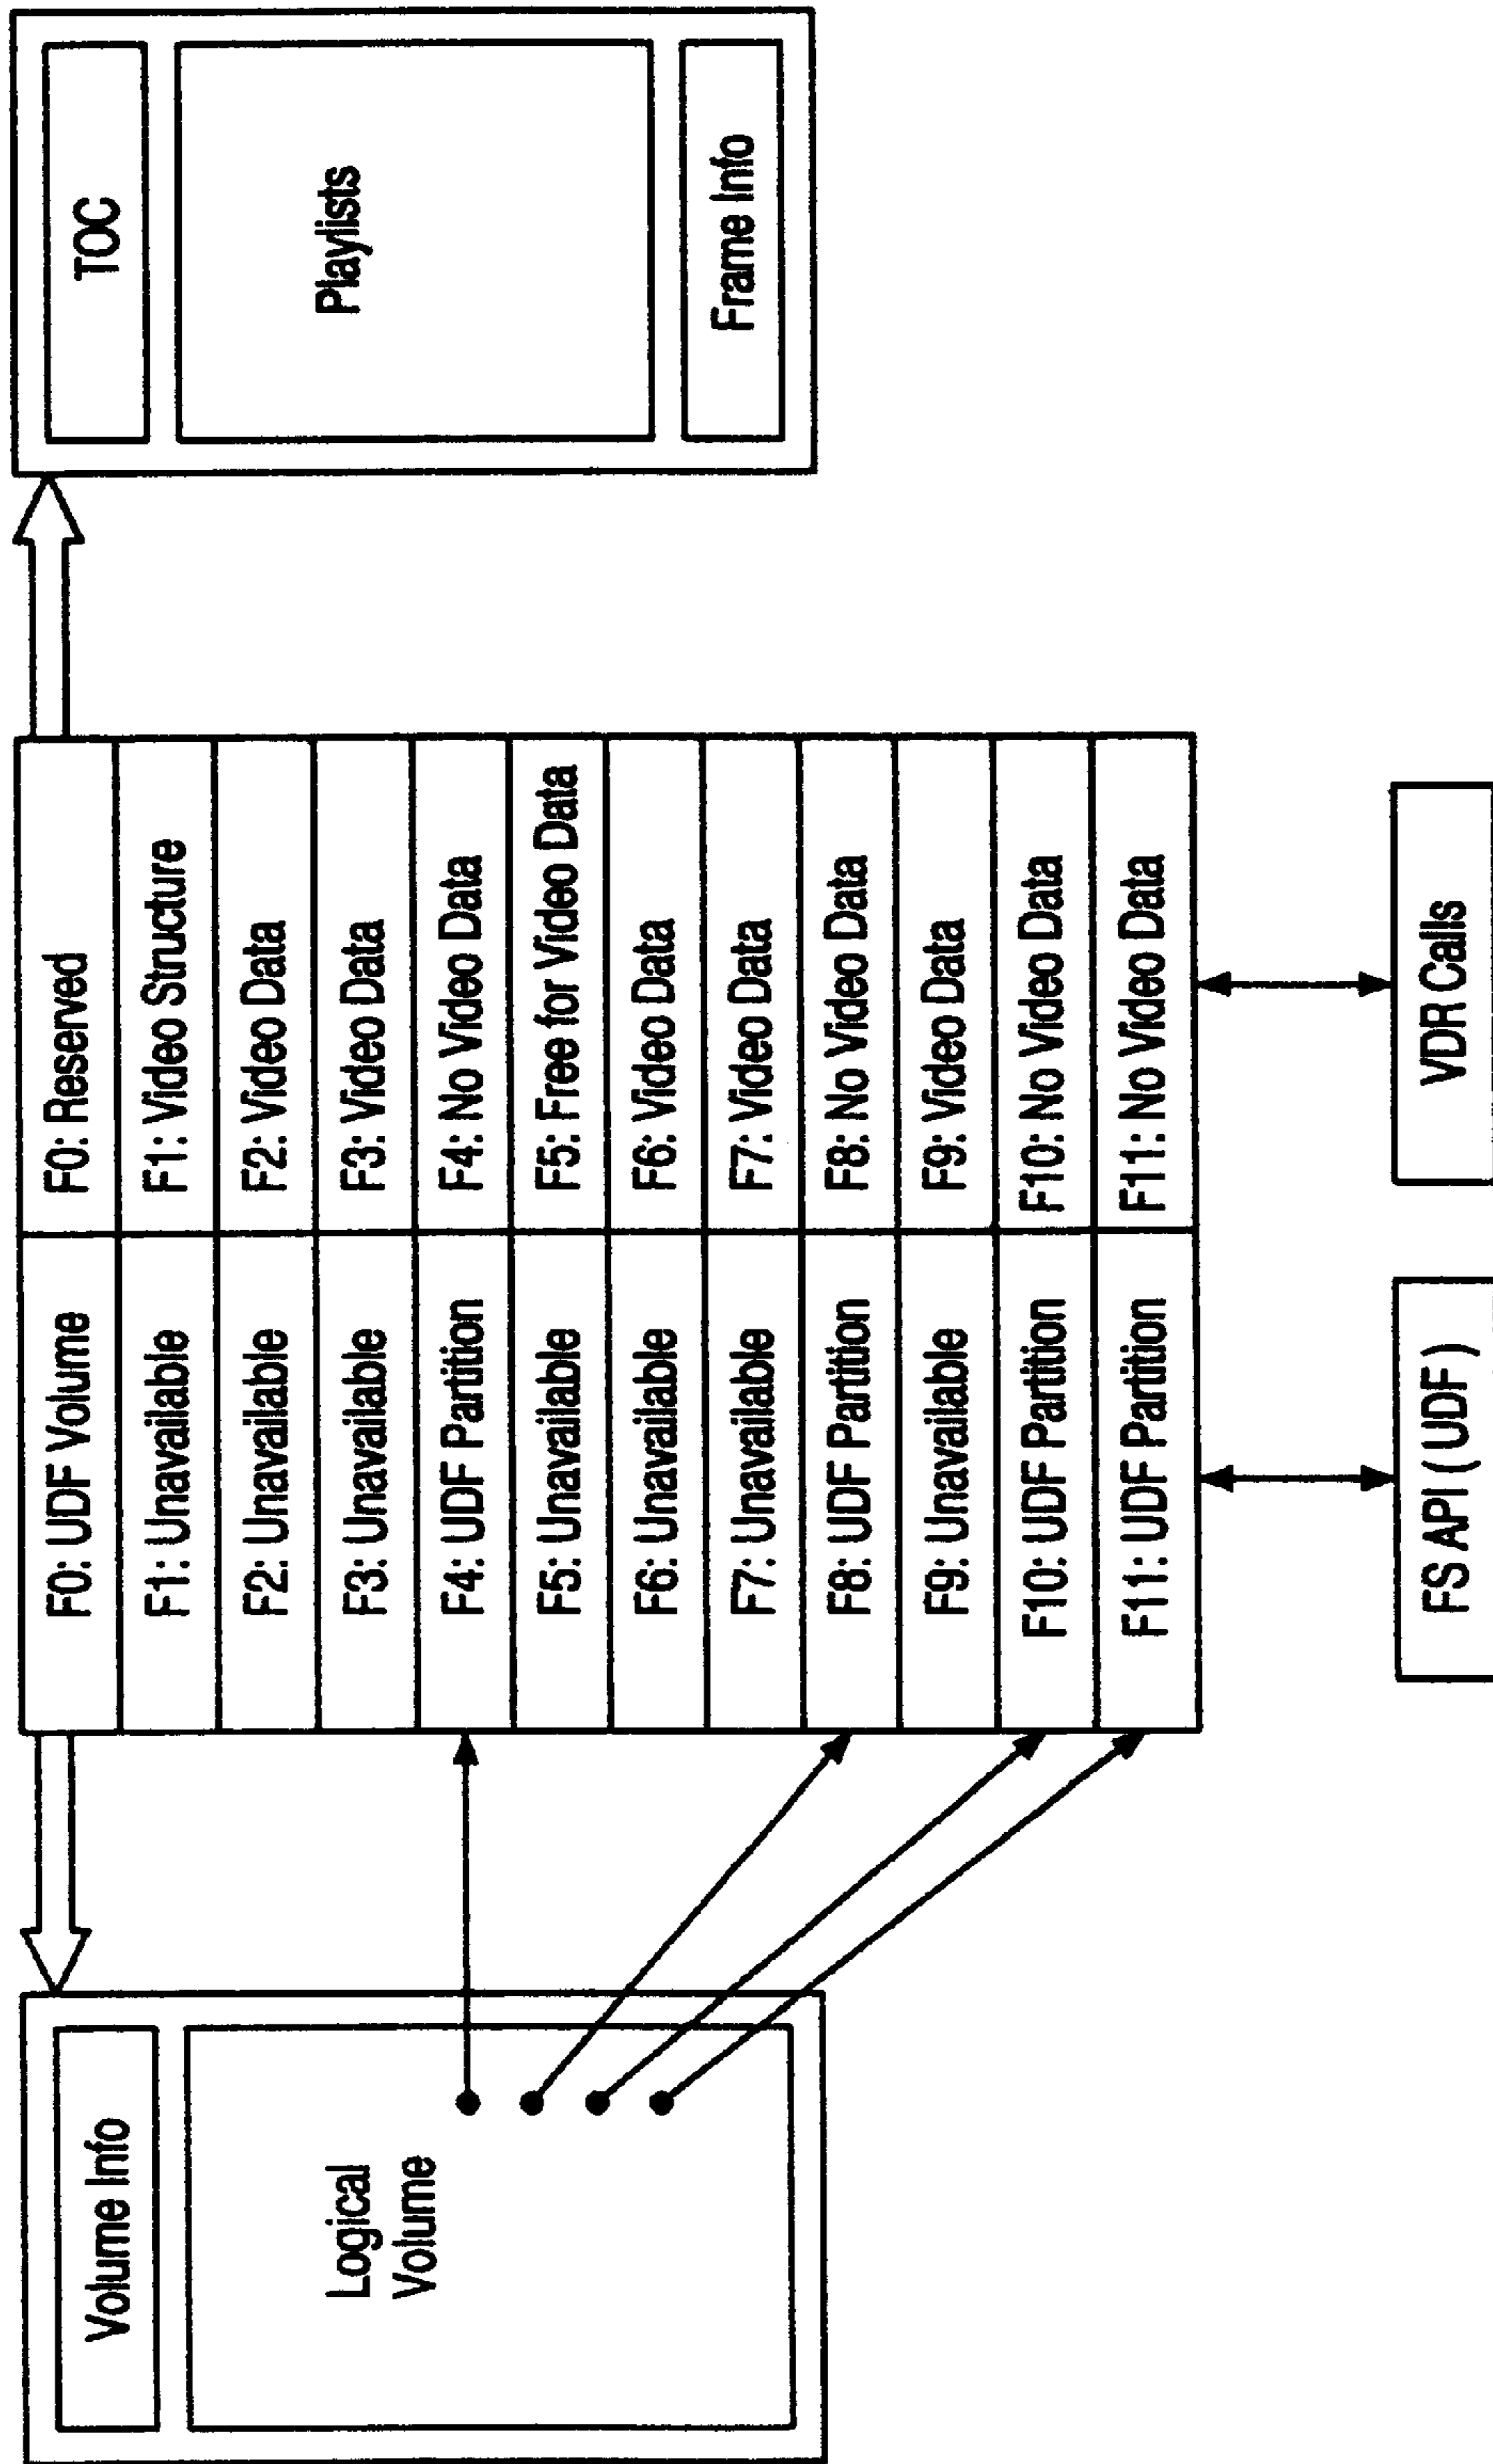 Volume Info
Logical
Volume
F0: UDF Volume
F1: Unavailable
F2: Unavailable
F3: Unavailable
F4: UDF Partition
F5: Unavailable
F6: Unavailable
F7: Unavailable
F8: UDF Partition
F9: Unavailable
F10: UDF Partition
F11: UDF Partition
F0: Reserved
F1: Video Structure
F2: Video Data
F3: Video Data
F4: No Video Data
F5: Free for Video Data
F6: Video Data
F7: Video Data
F8: No Video Data
F9: Video Data
F10: No Video Data
F11: No Video Data
TOC
Playlists
Frame Info
FS API ( UDF )
VDR Calls